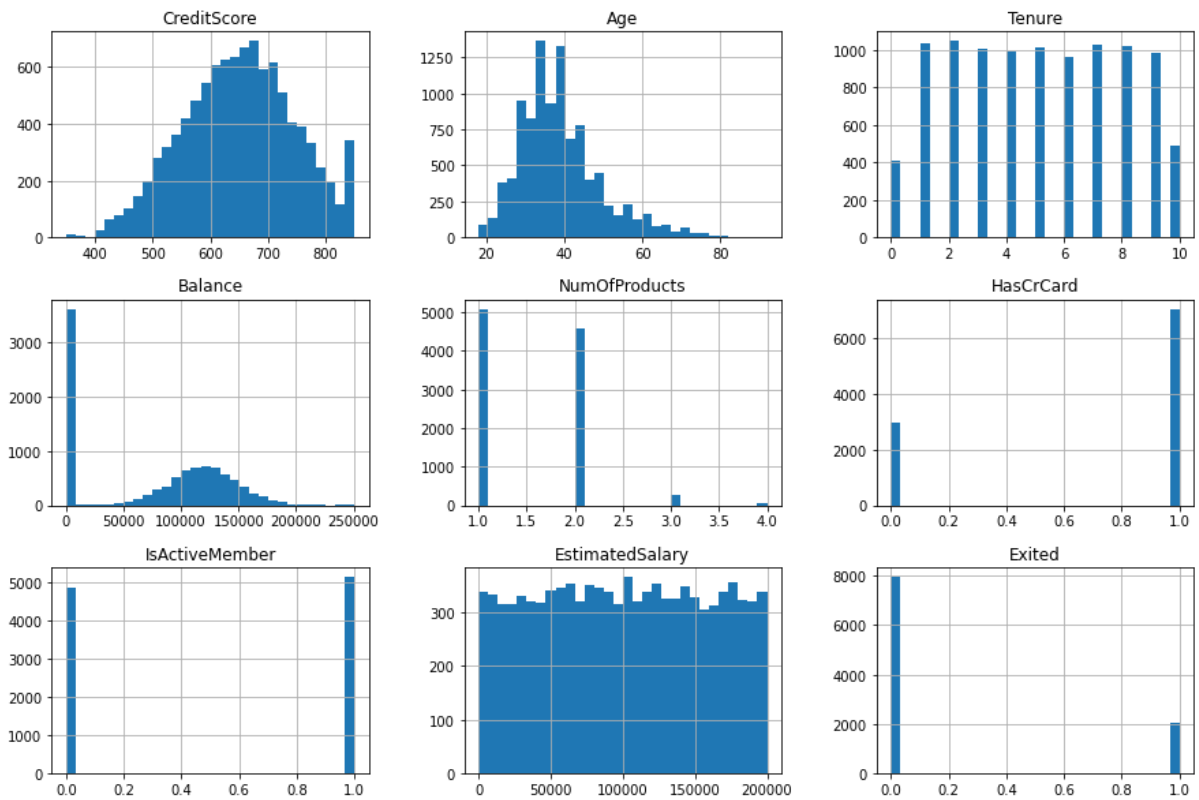 CreditScore
Age
Tenure
600
400
200
0
400 500 600 700 800
1250
1000
750
500
250
0
20 40 60 80
1000
800
600
400
200
0
0 2 4 6 8 10
Balance
NumOfProducts
HasCrCard
3000
2000
1000
0
0 50000 100000 150000 200000 250000
5000
4000
3000
2000
1000
0
1.0 1.5 2.0 2.5 3.0 3.5 4.0
6000
4000
2000
0
0.0 0.2 0.4 0.6 0.8 1.0
IsActiveMember
EstimatedSalary
Exited
5000
4000
3000
2000
1000
0
0.0 0.2 0.4 0.6 0.8 1.0
300
200
100
0
0 50000 100000 150000 200000
8000
6000
4000
2000
0
0.0 0.2 0.4 0.6 0.8 1.0